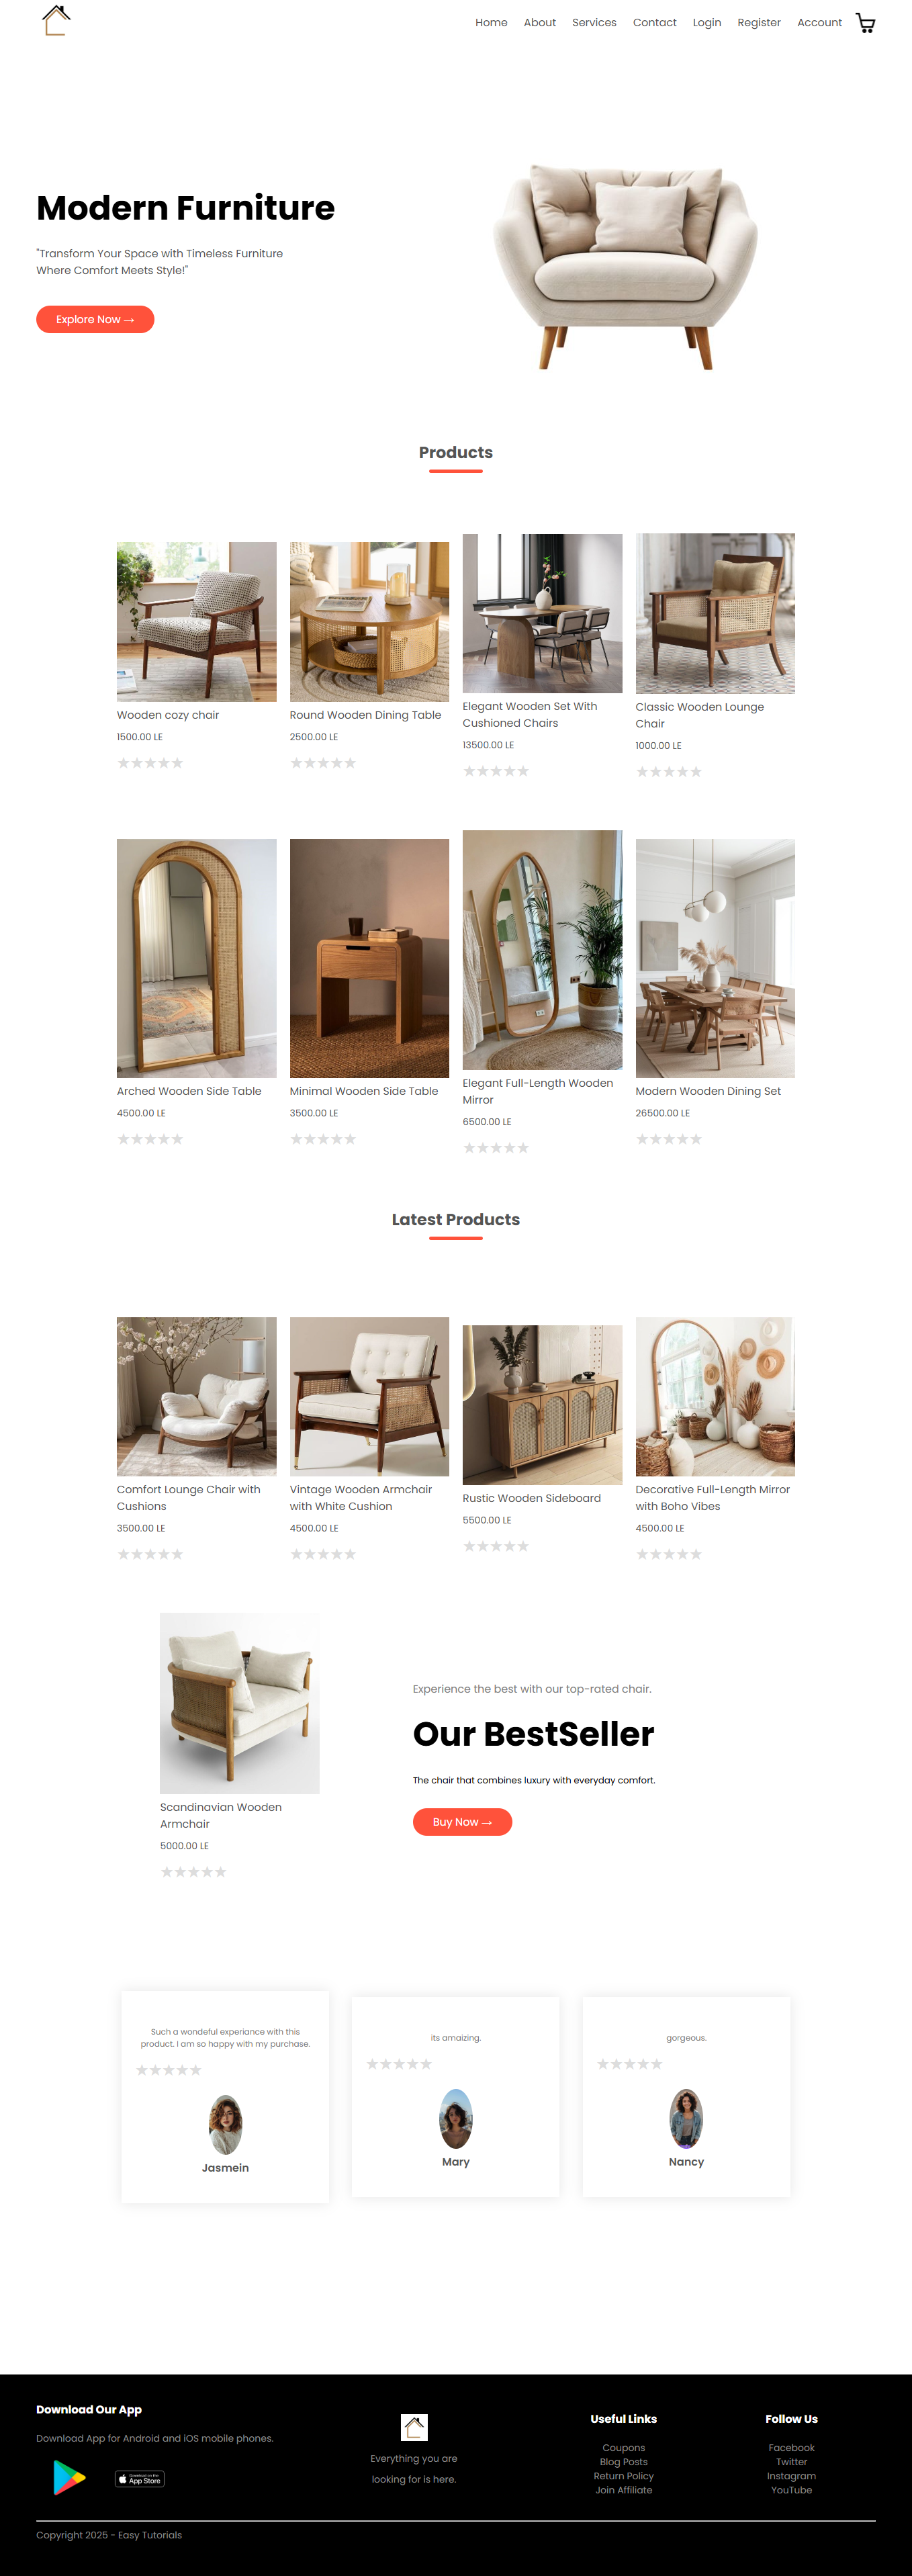 Home About Services Contact Login Register Account
Modern Furniture
"Transform Your Space with Timeless Furniture
Where Comfort Meets Style!"
Explore Now →
Products
Wooden cozy chair
1500.00 LE
Round Wooden Dining Table
2500.00 LE
Elegant Wooden Set With
Cushioned Chairs
13500.00 LE
Classic Wooden Lounge
Chair
1000.00 LE
Arched Wooden Side Table
4500.00 LE
Minimal Wooden Side Table
3500.00 LE
Elegant Full-Length Wooden
Mirror
6500.00 LE
Modern Wooden Dining Set
26500.00 LE
Latest Products
Comfort Lounge Chair with
Cushions
3500.00 LE
Vintage Wooden Armchair
with White Cushion
4500.00 LE
Rustic Wooden Sideboard
5500.00 LE
Decorative Full-Length Mirror
with Boho Vibes
4500.00 LE
Scandinavian Wooden
Armchair
5000.00 LE
Experience the best with our top-rated chair.
Our BestSeller
The chair that combines luxury with everyday comfort.
Buy Now →
Such a wondeful experiance with this
product. I am so happy with my purchase.
Jasmein
its amaizing.
Mary
gorgeous.
Nancy
Download Our App
Download App for Android and iOS mobile phones.
Download on the
App Store
Everything you are
looking for is here.
Useful Links
Coupons
Blog Posts
Return Policy
Join Affiliate
Follow Us
Facebook
Twitter
Instagram
YouTube
Copyright 2025 - Easy Tutorials